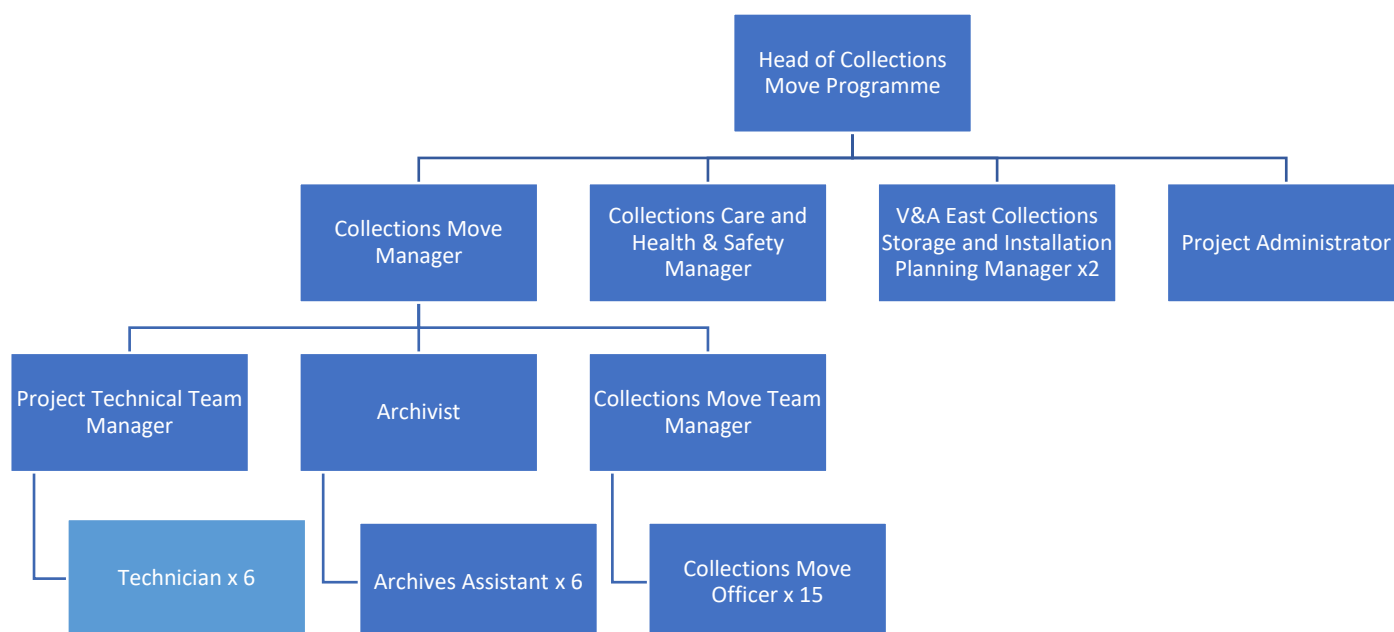 Head of Collections
Move Programme
Collections Move
Manager
Collections Care and
Health & Safety
Manager
V&A East Collections
Storage and Installation
Planning Manager x2
Project Administrator
Project Technical Team
Manager
Archivist
Collections Move Team
Manager
Technician x 6
Archives Assistant x 6
Collections Move
Officer x 15